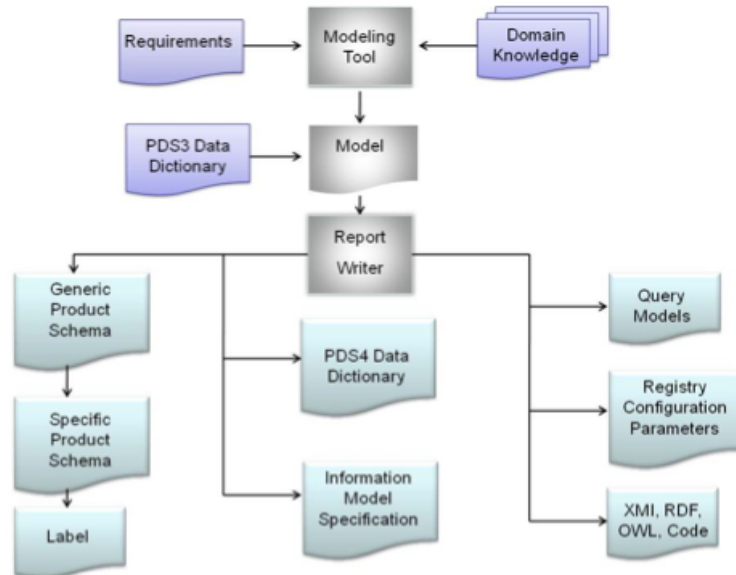 Requirements
Modeling
Tool
Domain
Knowledge
PDS3 Data
Dictionary
Model
Report
Writer
Generic
Product
Schema
Query
Models
PDS4 Data
Dictionary
Registry
Configuration
Parameters
Specific
Product
Schema
Information
Model
Specification
XMI, RDF,
OWL, Code
Label